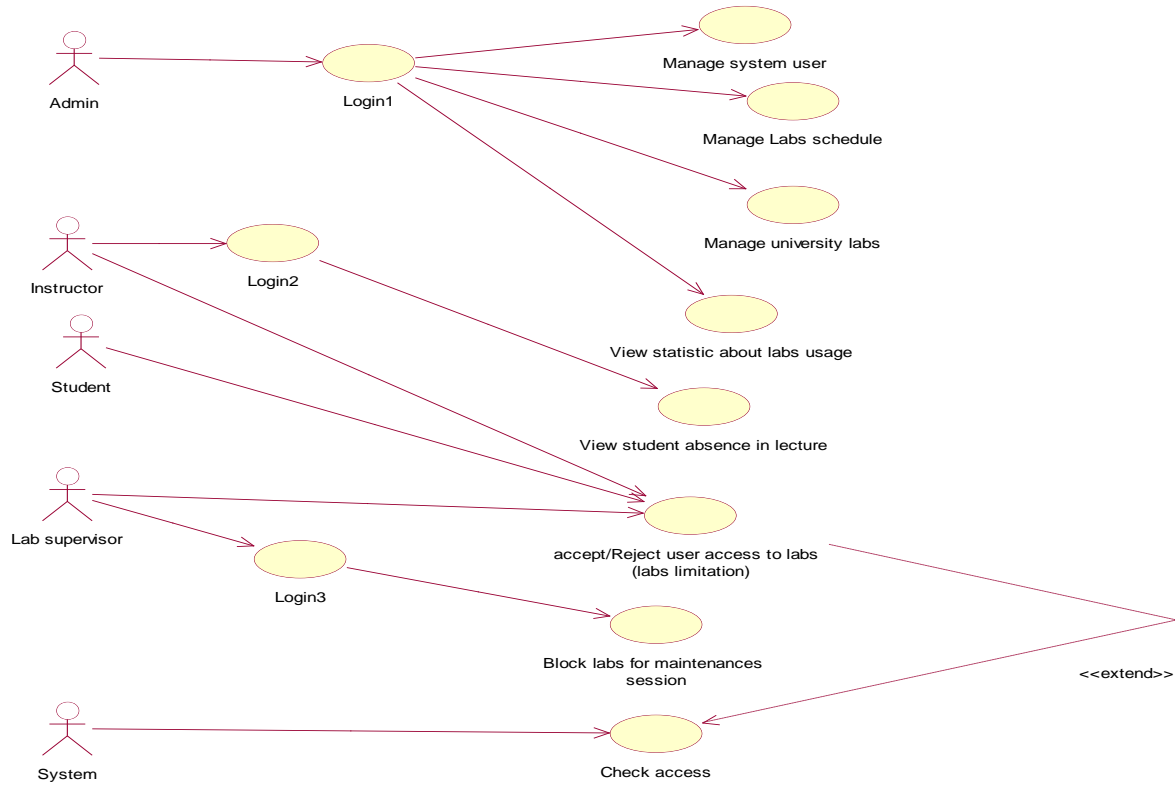 Manage system user
Admin
Login1
Manage Labs schedule
Manage university labs
Instructor
Login2
View statistic about labs usage
Student
View student absence in lecture
Lab supervisor
accept/Reject user access to labs
(labs limitation)
Login3
Block labs for maintenances
session
<<extend>>
System
Check access